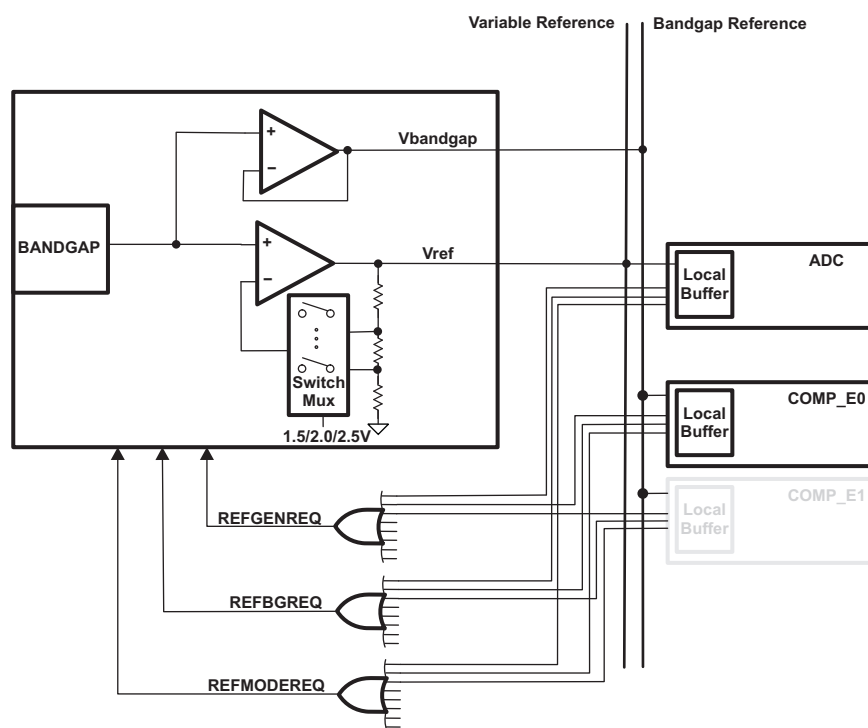 Variable Reference
Bandgap Reference
Vbandgap
BANDGAP
Vref
ADC
Local
Buffer
Switch
Mux
1.5/2.0/2.5V
COMP_E0
Local
Buffer
COMP_E1
Local
Buffer
REFGENREQ
REFBGREQ
REFMODEREQ